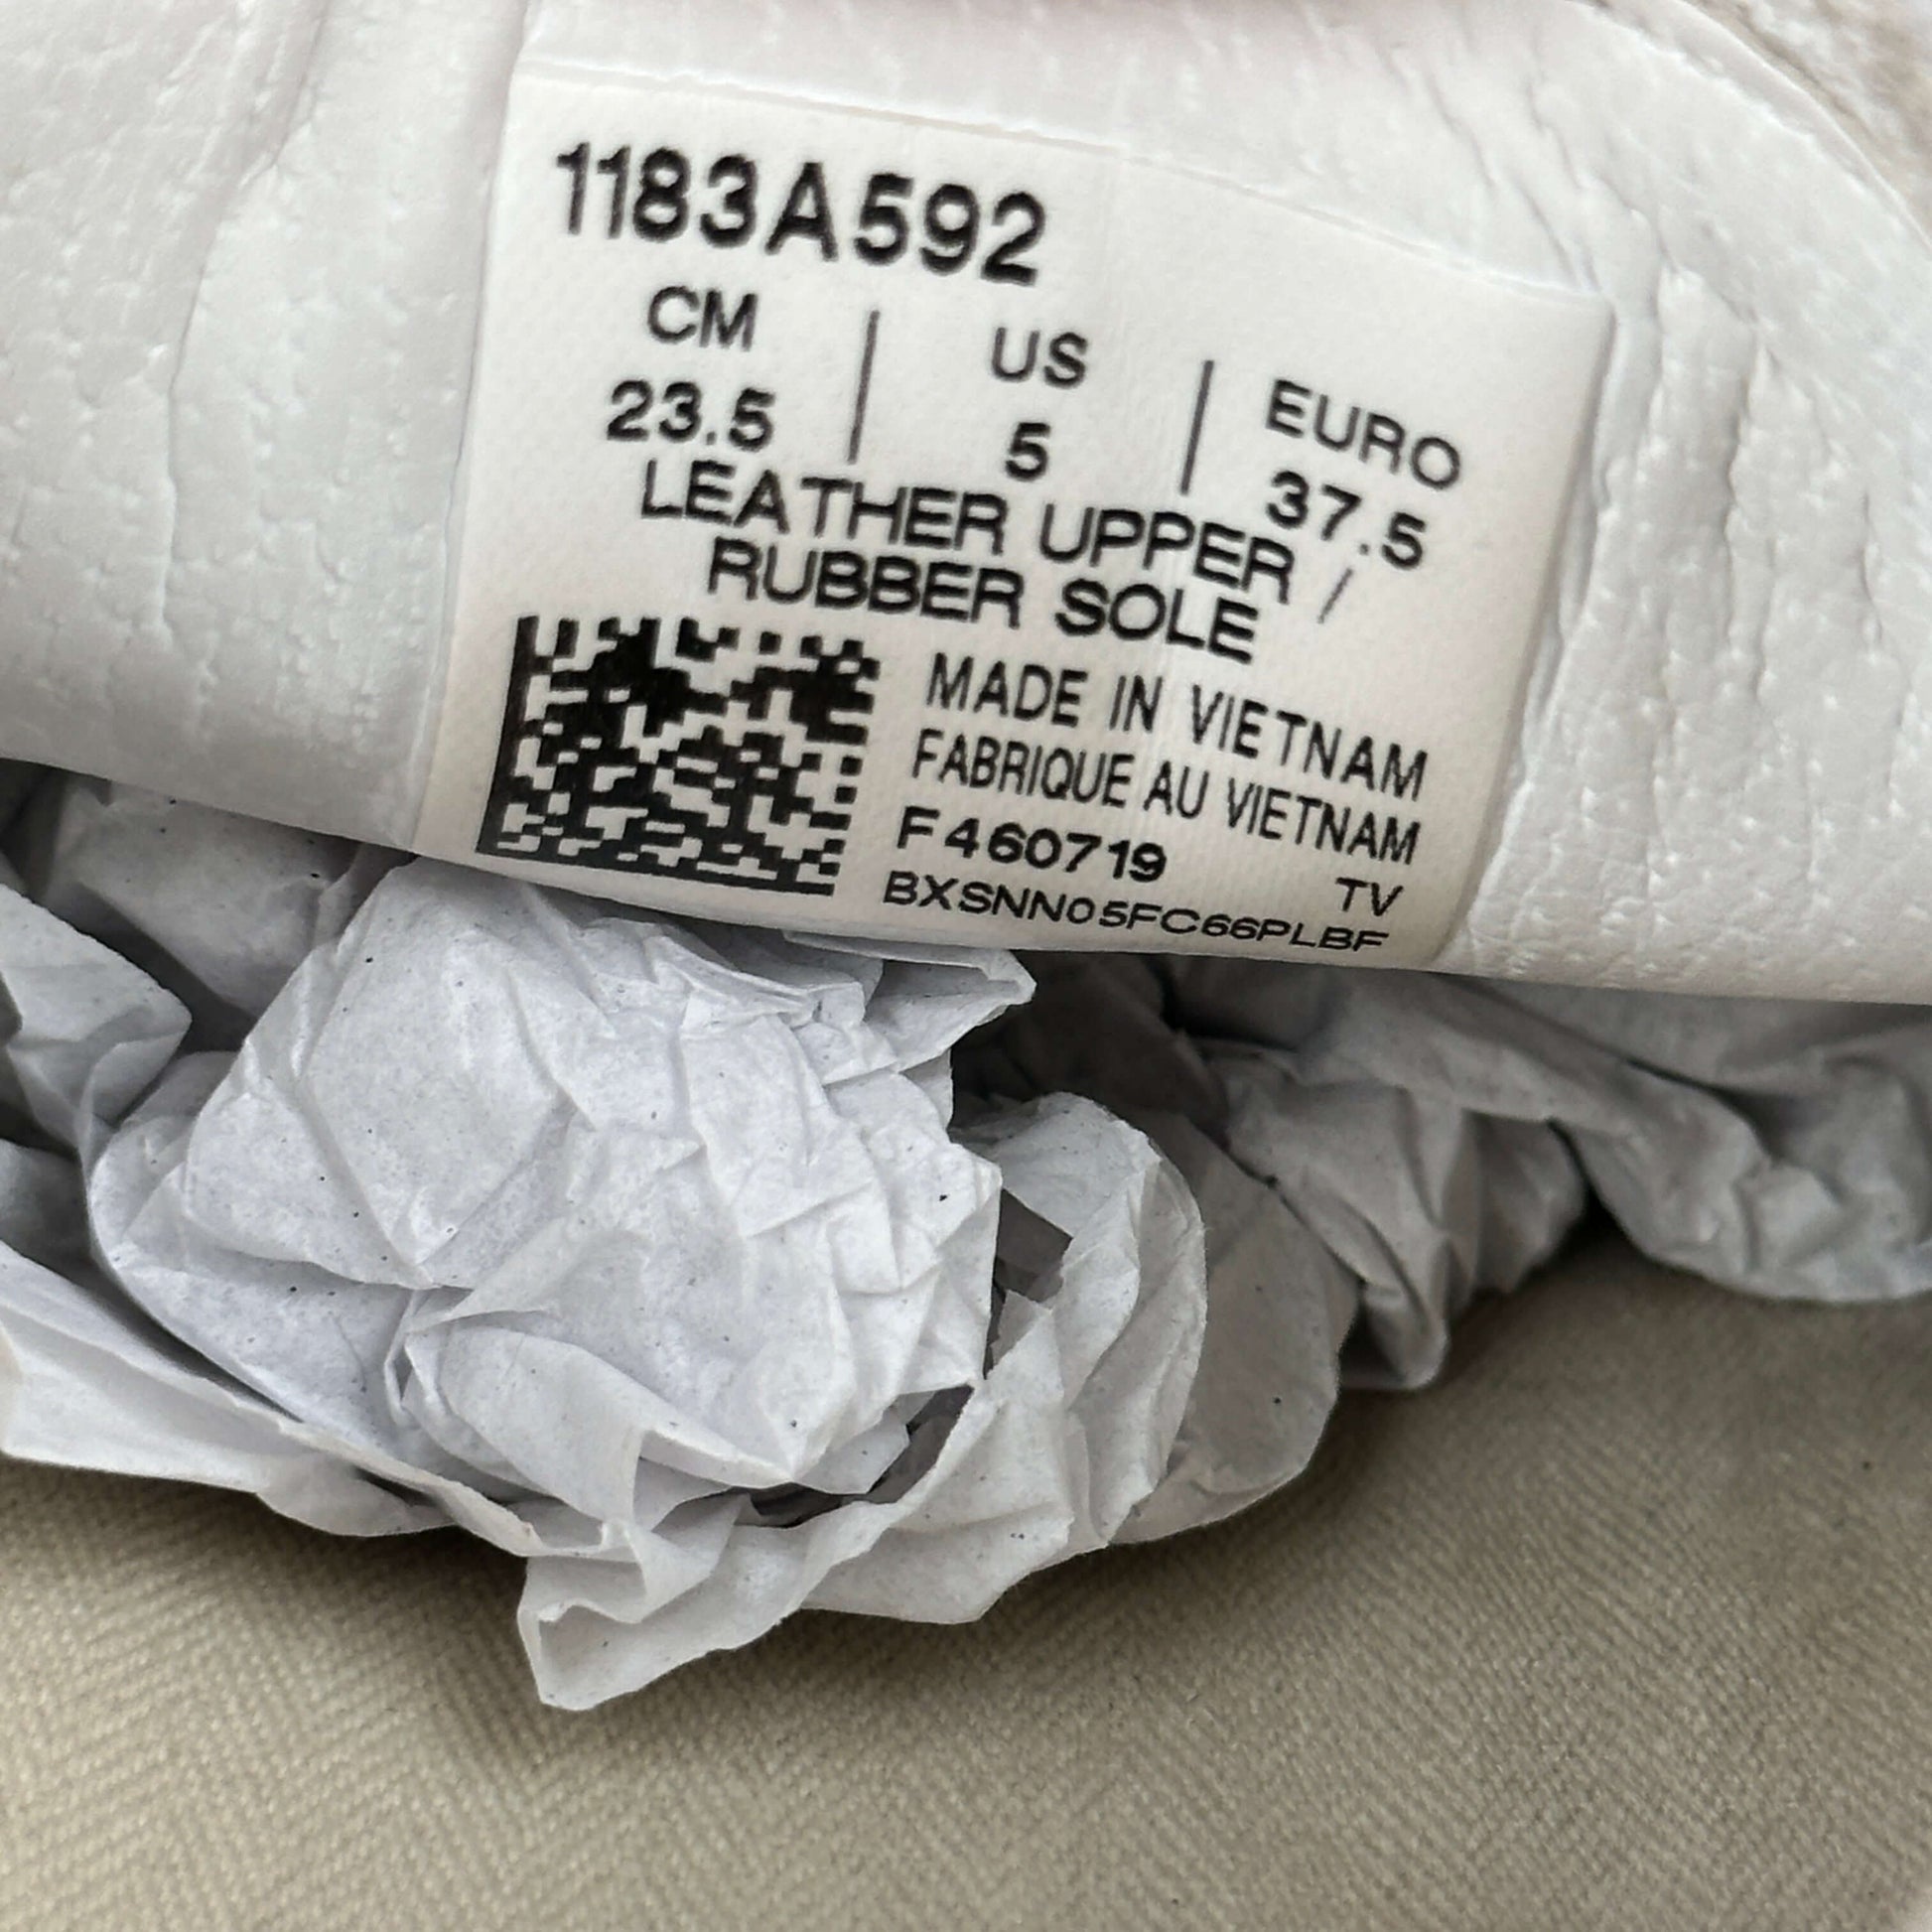 1183A592
CM | US | EURO
23.5 | 5 | 37.5
LEATHER UPPER /
RUBBER SOLE
MADE IN VIETNAM
FABRIQUE AU VIETNAM
F460719
TV
BXSNN05FC66PLBF